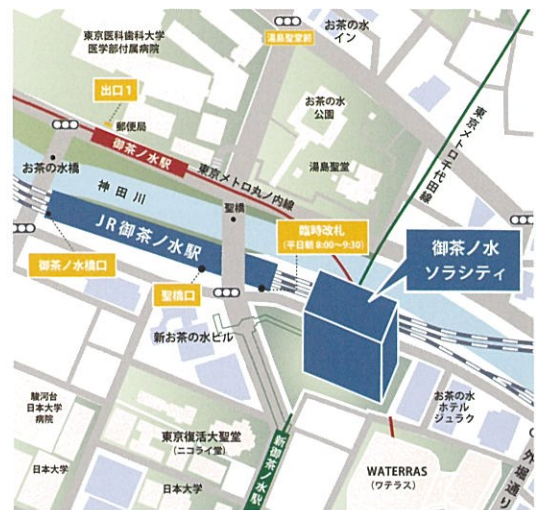 東京医科歯科大学
医学部付属病院
お茶の水
イン
湯島聖堂前
出口1
郵便局
お茶の水
公園
湯島聖堂
東京メトロ千代田線
御茶ノ水駅
東京メトロ丸ノ内線
お茶の水橋
神田川
聖橋
臨時改札
(平日朝 8:00～9:30)
JR御茶ノ水駅
御茶ノ水
ソラシティ
御茶ノ水橋口
聖橋口
新お茶の水ビル
駿河台
日本大学
病院
東京復活大聖堂
(ニコライ堂)
新御茶ノ水駅
お茶の水
ホテル
ジュラク
外堀通り
日本大学
日本大学
WATERRAS
(ワテラス)